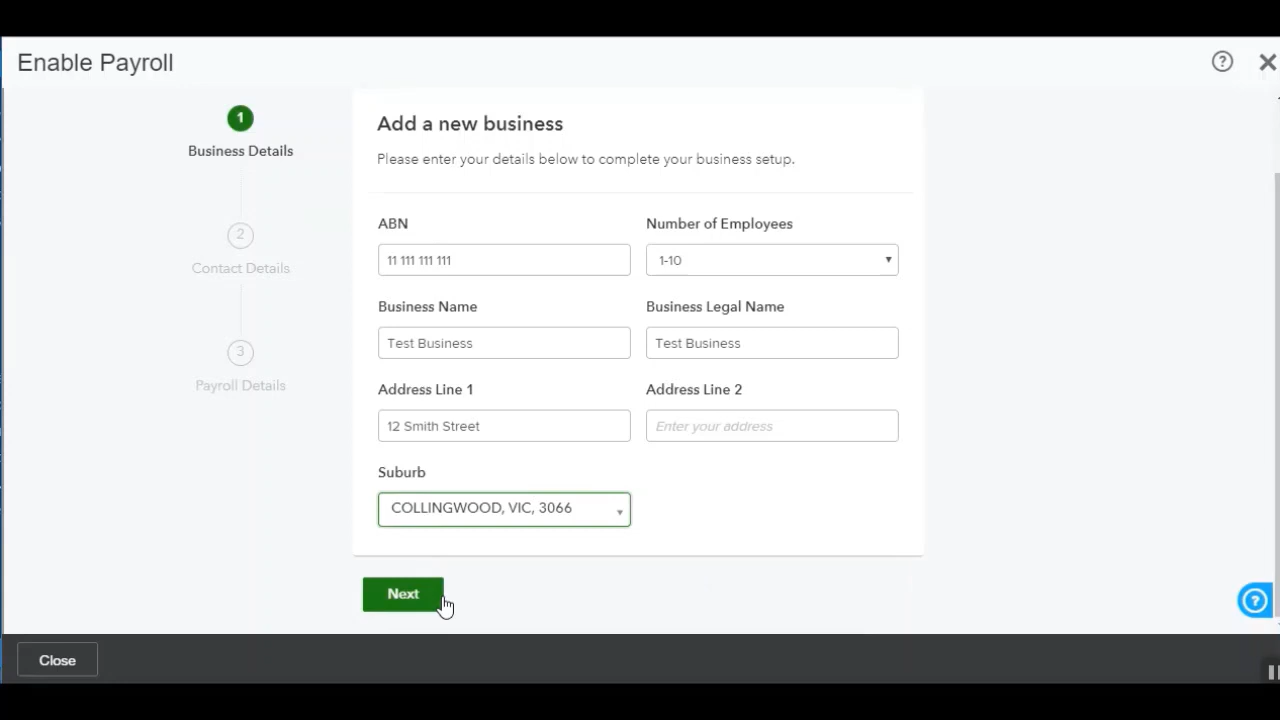 Enable Payroll
?
1
Business Details
2
Contact Details
3
Payroll Details
Add a new business
Please enter your details below to complete your business setup.
ABN
Number of Employees
11 111 111 111
1-10
Business Name
Business Legal Name
Test Business
Test Business
Address Line 1
Address Line 2
12 Smith Street
Enter your address
Suburb
COLLINGWOOD, VIC, 3066
Next
?
Close